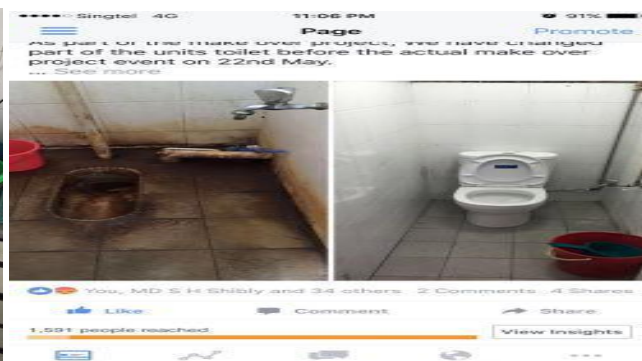 Singtel 4G 11:06 PM 91%
Page Promote
As part of the make over project, We have changed
part of the units toilet before the actual make over
project event on 22nd May.
... See more
You, MD S H Shibly and 34 others 2 Comments 4 Shares
Like Comment Share
1,591 people reached View Insights